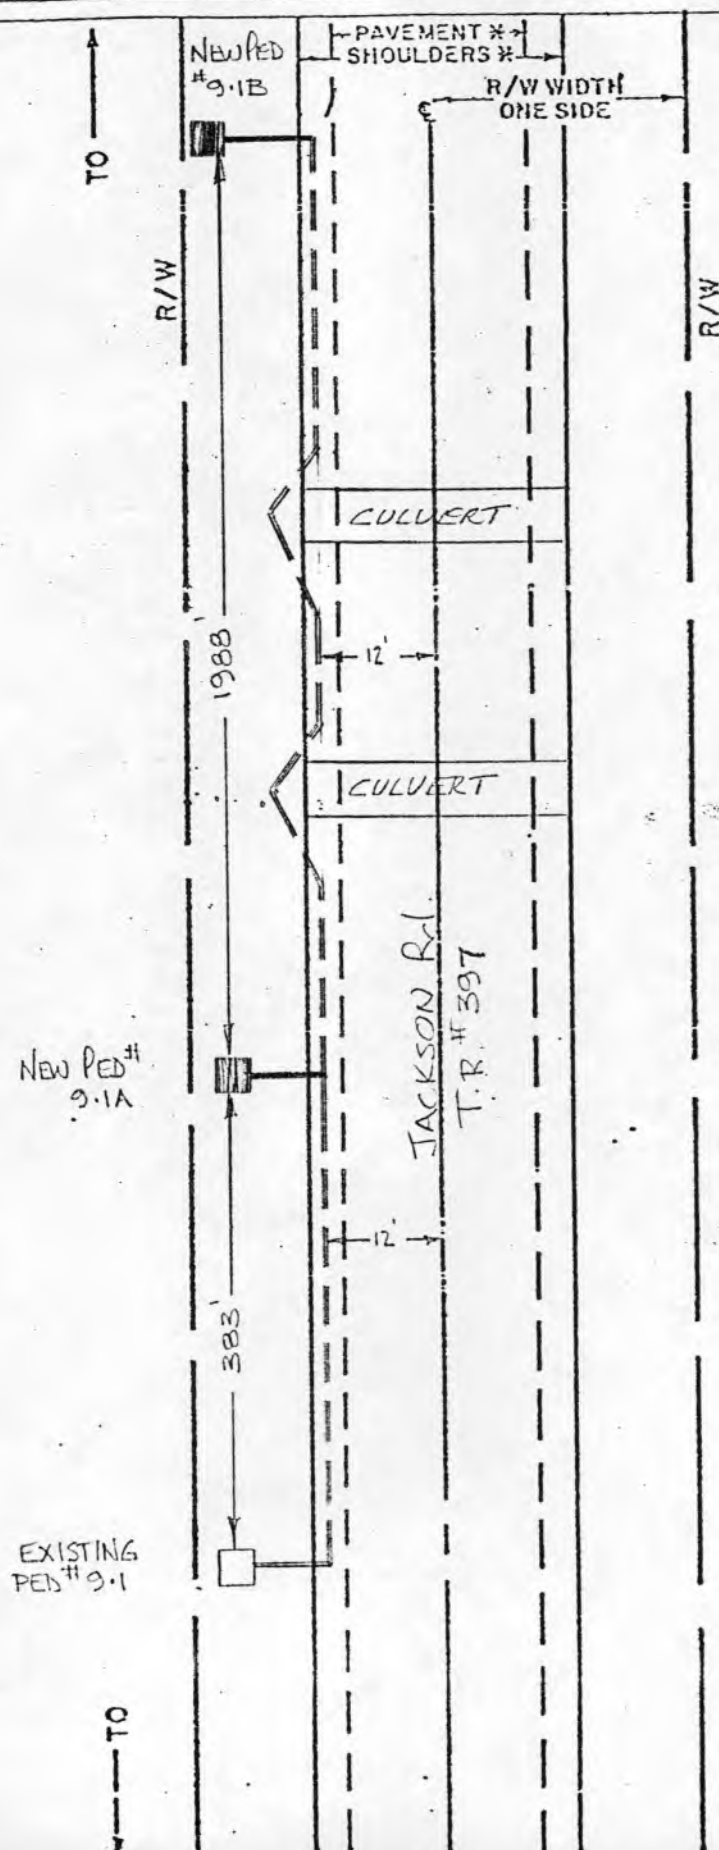 NEW PED
#9.1B
PAVEMENT *
SHOULDERS *
R/W WIDTH
ONE SIDE
℄
TO
R/W
R/W
CULVERT
1988'
12'
CULVERT
JACKSON Rd.
T.R. #397
NEW PED#
9.1A
12'
383'
EXISTING
PED# 9.1
TO